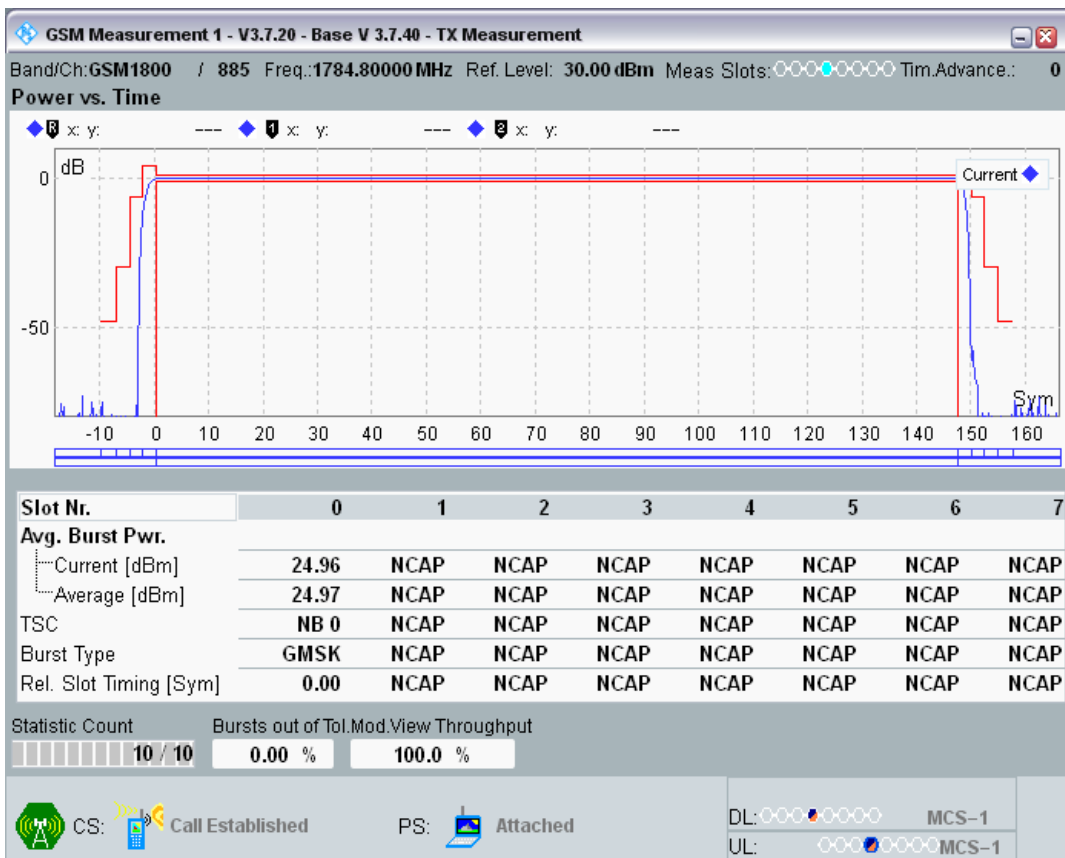 GSM Measurement 1 - V3.7.20 - Base V 3.7.40 - TX Measurement
Band/Ch:GSM1800 / 885 Freq.:1784.80000 MHz Ref. Level: 30.00 dBm Meas Slots: Tim.Advance.: 0
Power vs. Time
R x: y: --- 1 x: y: --- 2 x: y: ---
dB
Current
0
-50
Sym
-10 0 10 20 30 40 50 60 70 80 90 100 110 120 130 140 150 160
Slot Nr. 0 1 2 3 4 5 6 7
Avg. Burst Pwr.
Current [dBm] 24.96 NCAP NCAP NCAP NCAP NCAP NCAP NCAP
Average [dBm] 24.97 NCAP NCAP NCAP NCAP NCAP NCAP NCAP
TSC NB 0 NCAP NCAP NCAP NCAP NCAP NCAP NCAP
Burst Type GMSK NCAP NCAP NCAP NCAP NCAP NCAP NCAP
Rel. Slot Timing [Sym] 0.00 NCAP NCAP NCAP NCAP NCAP NCAP NCAP
Statistic Count Bursts out of Tol.Mod.View Throughput
10 / 10 0.00 % 100.0 %
CS: Call Established PS: Attached
DL: MCS-1
UL: MCS-1